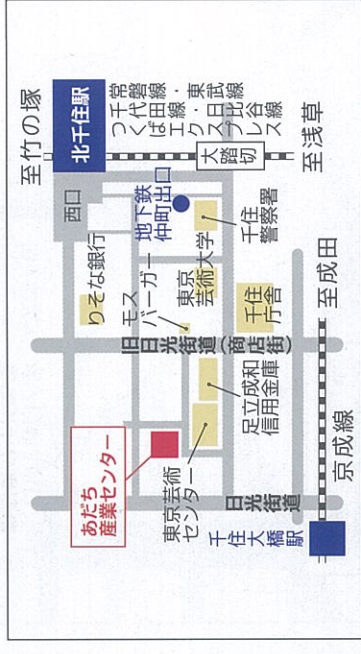 至竹の塚
北千住駅
常磐線・東武線
千代田線・日比谷線
つくばエクスプレス
大踏切
至浅草
西口
地下鉄
仲町出口
千住
警察署
りそな銀行
モス
バーガー
東京
芸術大学
千住
庁舎
旧日光街道(商店街)
足立成和
信用金庫
至成田
あだち
産業センター
東京芸術
センター
日光街道
京成線
千住大橋駅